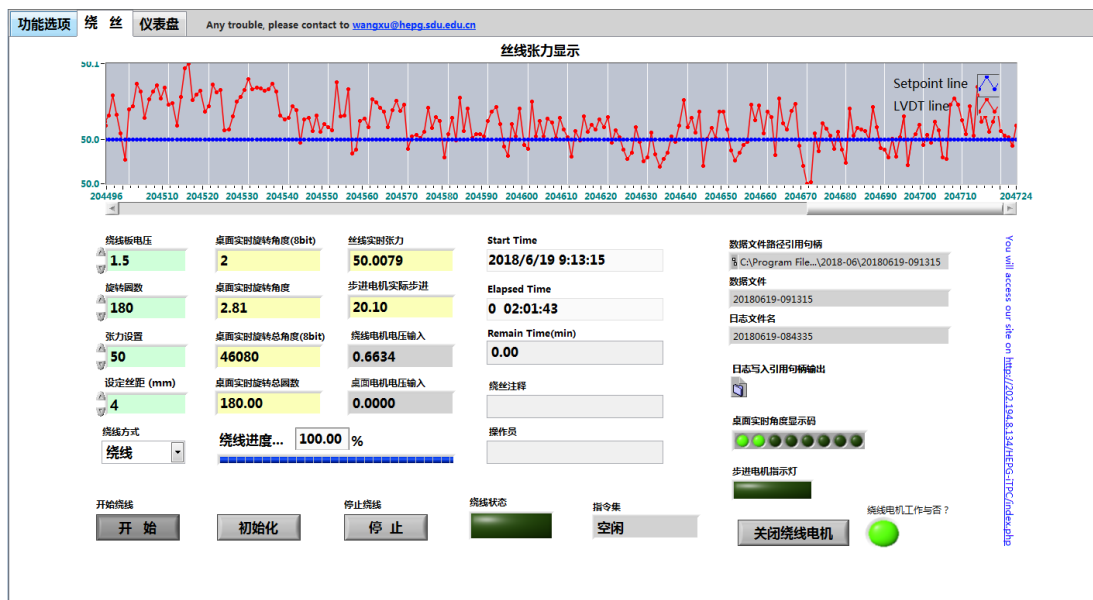 功能选项 绕 丝 仪表盘 Any trouble, please contact to wangxu@hepg.sdu.edu.cn
丝线张力显示
50.1
50.0
50.0
Setpoint line
LVDT line
204496 204510 204520 204530 204540 204550 204560 204570 204580 204590 204600 204610 204620 204630 204640 204650 204660 204670 204680 204690 204700 204710 204724
绕线板电压
1.5
旋转圆数
180
张力设置
50
设定丝距 (mm)
4
绕线方式
绕线
桌面实时旋转角度(8bit)
2
桌面实时旋转角度
2.81
桌面实时旋转总角度(8bit)
46080
桌面实时旋转总圆数
180.00
丝线实时张力
50.0079
步进电机实际步进
20.10
绕线电机电压输入
0.6634
桌面电机电压输入
0.0000
绕线进度... 100.00 %
Start Time
2018/6/19 9:13:15
Elapsed Time
0 02:01:43
Remain Time(min)
0.00
绕丝注释
操作员
数据文件路径引用句柄
C:\Program File...\2018-06\20180619-091315
数据文件
20180619-091315
日志文件名
20180619-084335
日志写入引用句柄输出
桌面实时角度显示码
步进电机指示灯
You will access our site on http://202.194.8.134/HEPG-iTPC/index.php
开始绕线
开 始
初始化
停止绕线
停 止
绕线状态
指令集
空闲
关闭绕线电机
绕线电机工作与否？